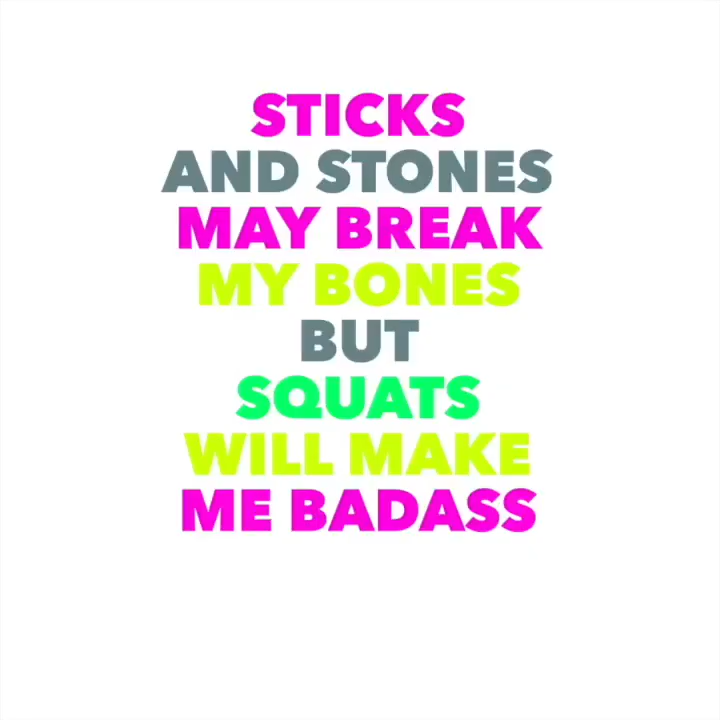 STICKS
AND STONES
MAY BREAK
MY BONES
BUT
SQUATS
WILL MAKE
ME BADASS